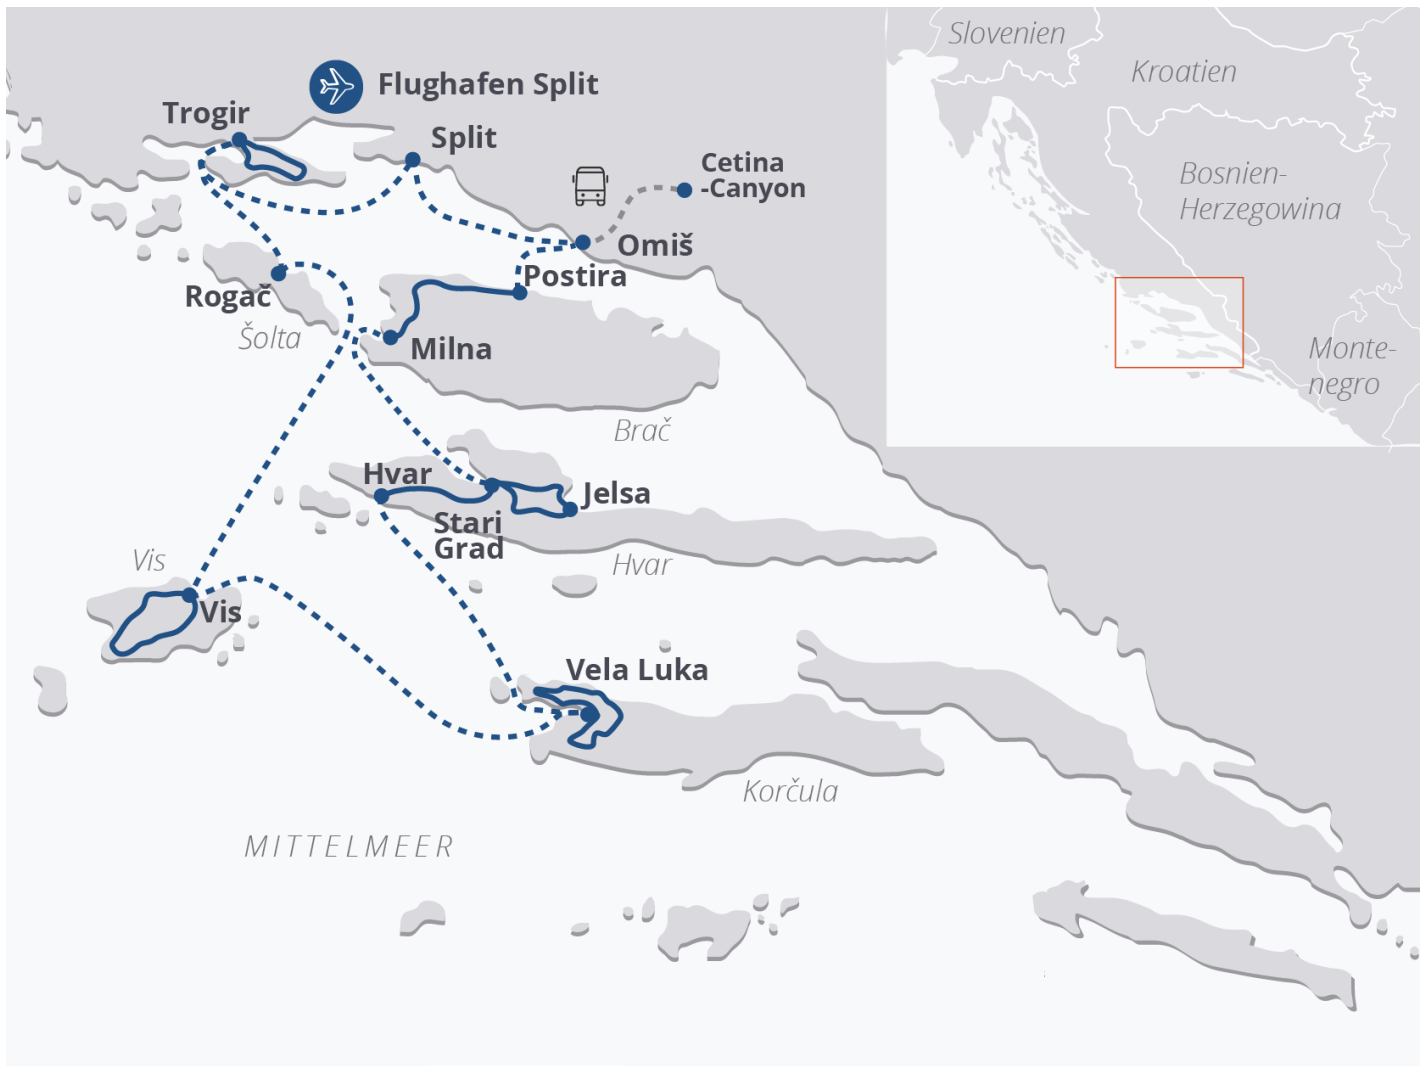 Slovenien
Kroatien
Flughafen Split
Trogir
Split
Cetina
-Canyon
Bosnien-
Herzegowina
Omiš
Postira
Rogač
Šolta
Milna
Monte-
negro
Brač
Hvar
Jelsa
Stari
Grad
Hvar
Vis
Vis
Vela Luka
Korčula
MITTELMEER